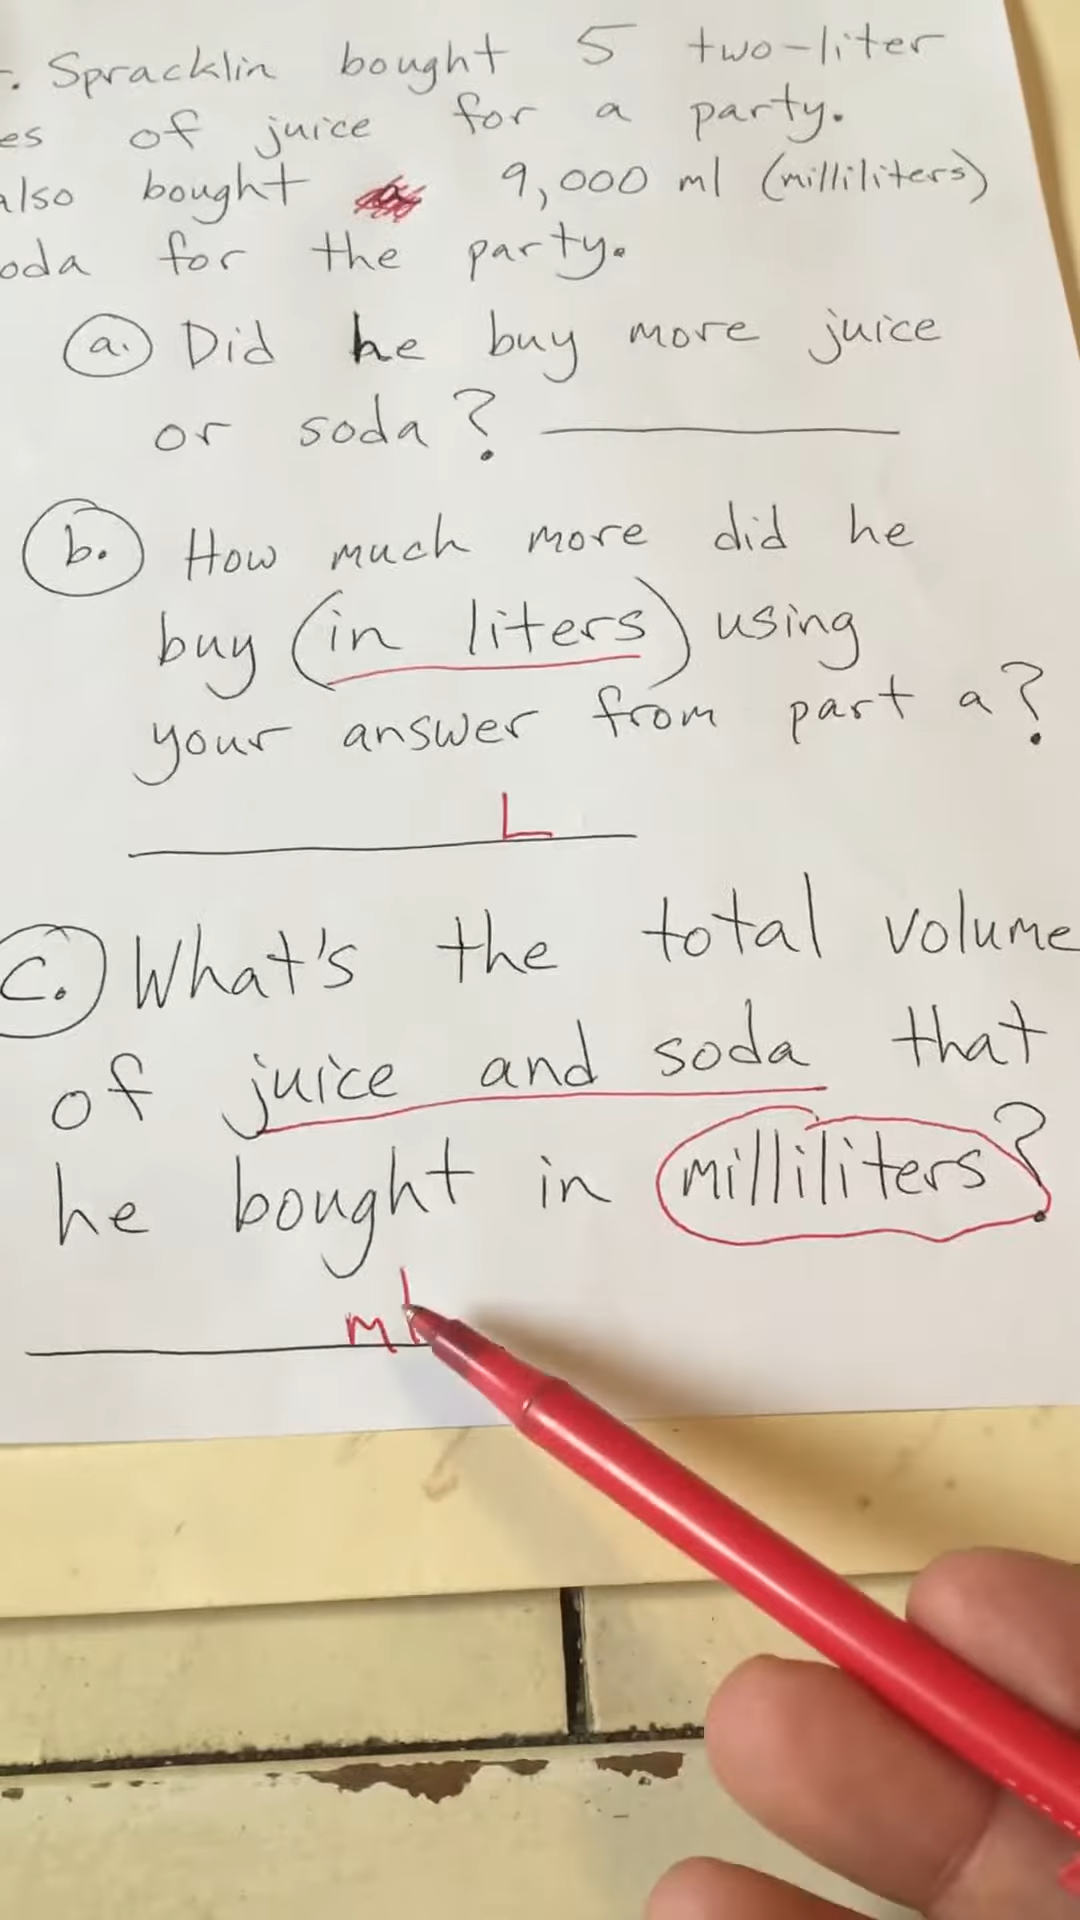 . Spracklin bought 5 two-liter
es of juice for a party.
also bought 9,000 ml (milliliters)
oda for the party.
a. Did he buy more juice
or soda?
b. How much more did he
buy (in liters) using
your answer from part a?
L
c. What's the total volume
of juice and soda that
he bought in milliliters?
ml